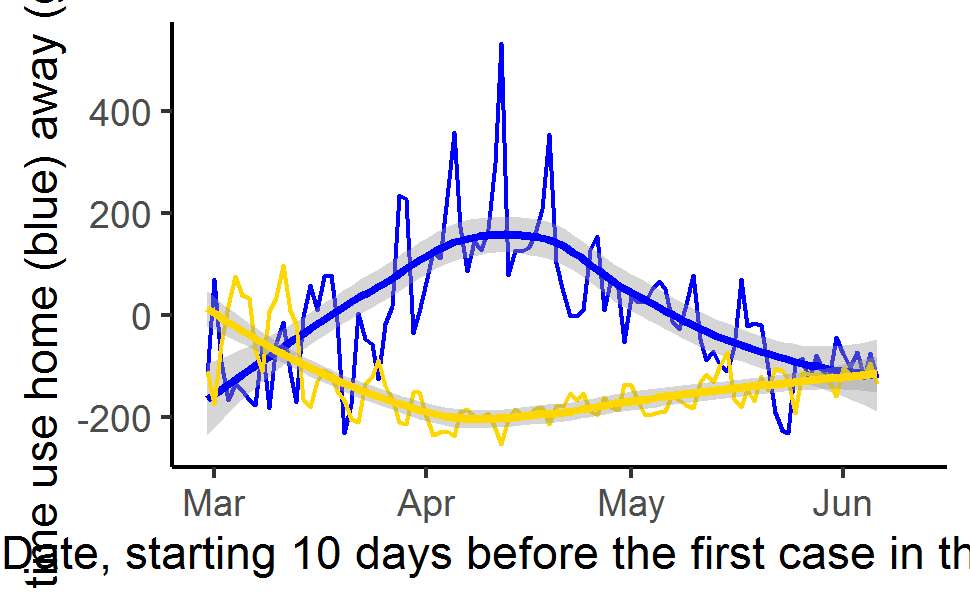 time use home (blue) away (
400
200
0
-200
Mar Apr May Jun
Date, starting 10 days before the first case in th